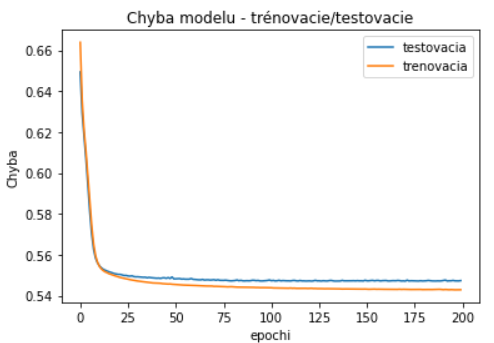 Chyba modelu - trénovacie/testovacie
testovacia
trenovacia
0.66
0.64
0.62
0.60
0.58
0.56
0.54
Chyba
0 25 50 75 100 125 150 175 200
epochi